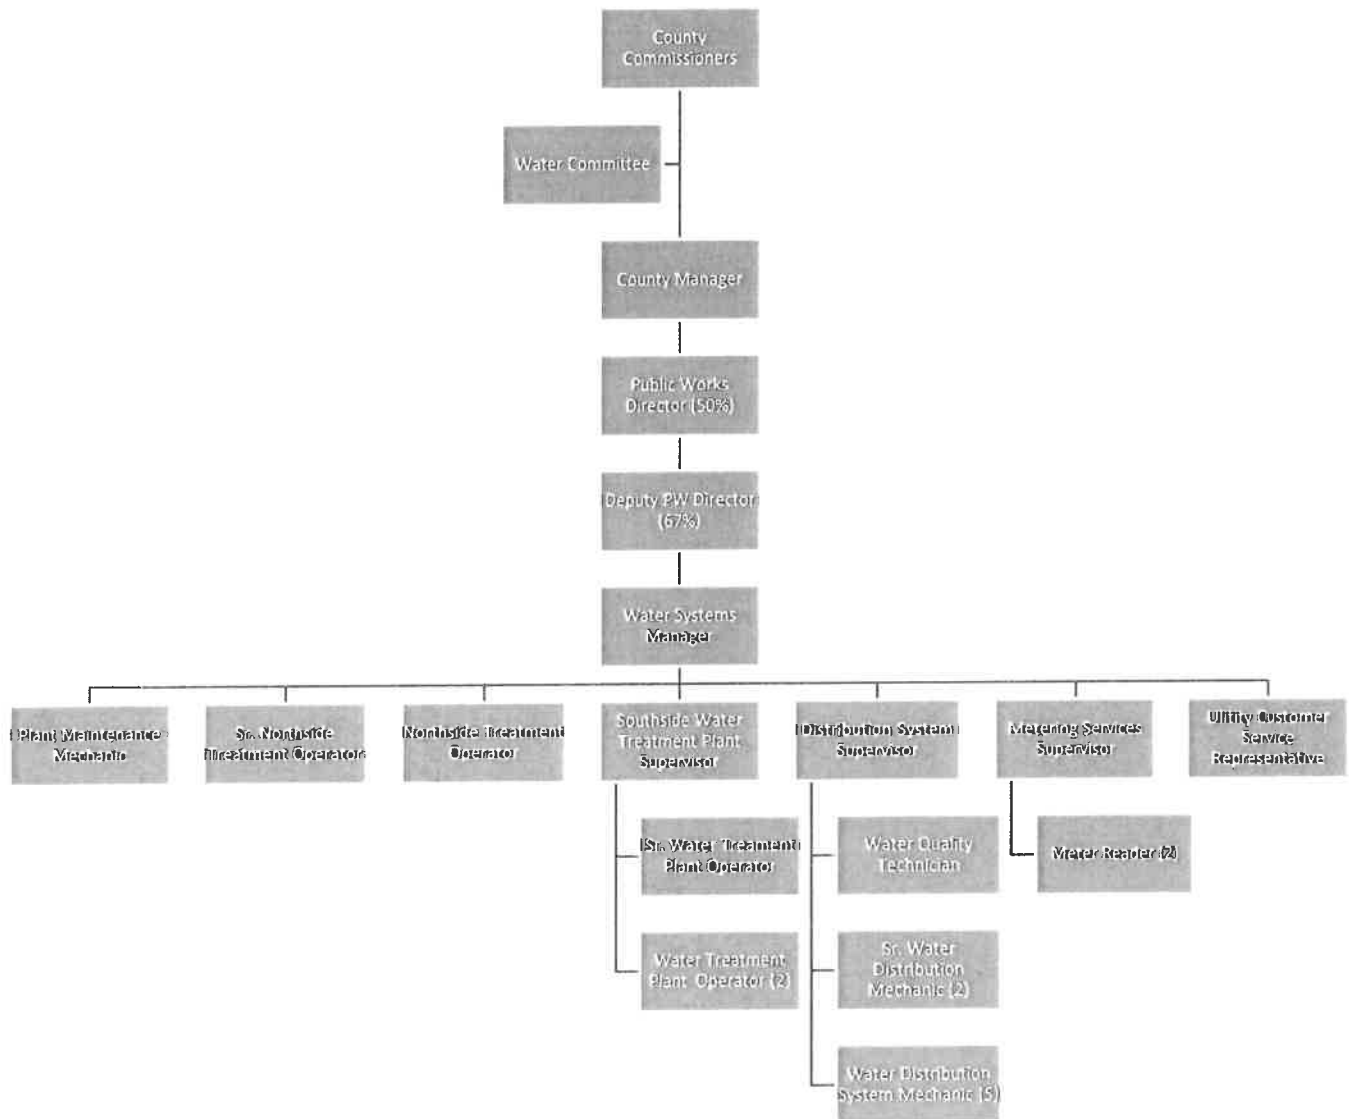 County
Commissioners
Water Committee
County Manager
Public Works
Director (50%)
Deputy PW Director
(67%)
Water Systems
Manager
Plant Maintenance
Mechanic
Sr. Northside
Treatment Operator
Northside Treatment
Operator
Southside Water
Treatment Plant
Supervisor
Distribution System
Supervisor
Metering Services
Supervisor
Utility Customer
Service
Representative
Sr. Water Treament
Plant Operator
Water Treatment
Plant Operator (2)
Water Quality
Technician
Sr. Water
Distribution
Mechanic (2)
Water Distribution
System Mechanic (5)
Meter Reader (2)